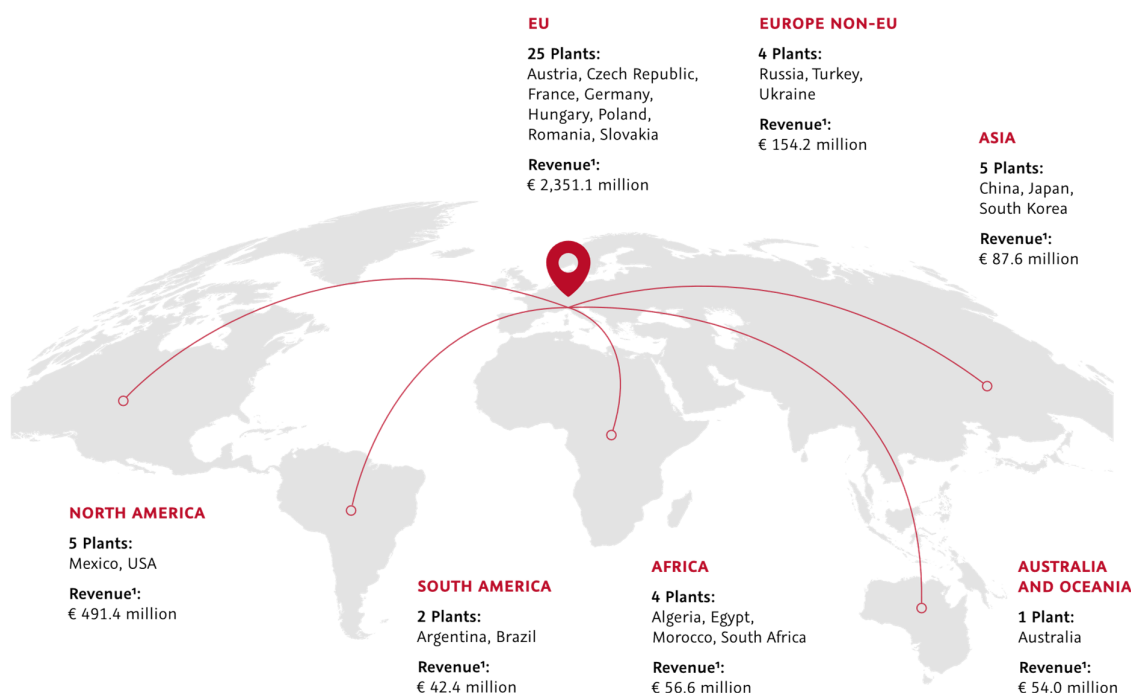 EU
25 Plants:
Austria, Czech Republic,
France, Germany,
Hungary, Poland,
Romania, Slovakia
Revenue¹:
€ 2,351.1 million
EUROPE NON-EU
4 Plants:
Russia, Turkey,
Ukraine
Revenue¹:
€ 154.2 million
ASIA
5 Plants:
China, Japan,
South Korea
Revenue¹:
€ 87.6 million
NORTH AMERICA
5 Plants:
Mexico, USA
Revenue¹:
€ 491.4 million
SOUTH AMERICA
2 Plants:
Argentina, Brazil
Revenue¹:
€ 42.4 million
AFRICA
4 Plants:
Algeria, Egypt,
Morocco, South Africa
Revenue¹:
€ 56.6 million
AUSTRALIA
AND OCEANIA
1 Plant:
Australia
Revenue¹:
€ 54.0 million